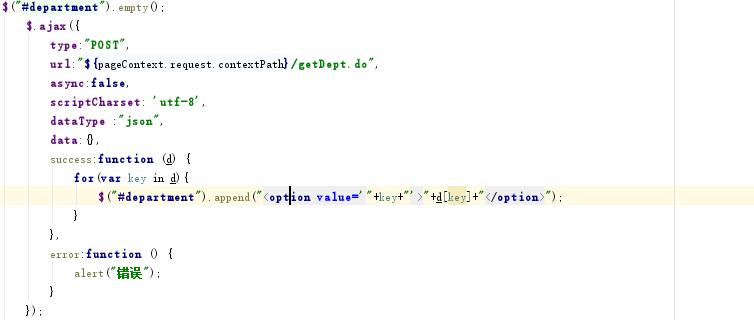 $("#department").empty();
$.ajax({
type:"POST",
url:"${pageContext.request.contextPath}/getDept.do",
async:false,
scriptCharset: 'utf-8',
dataType :"json",
data:{},
success:function (d) {
for(var key in d){
$("#department").append("<option value='"+key+"'>"+d[key]+"</option>");
}
},
error:function () {
alert("错误");
}
});